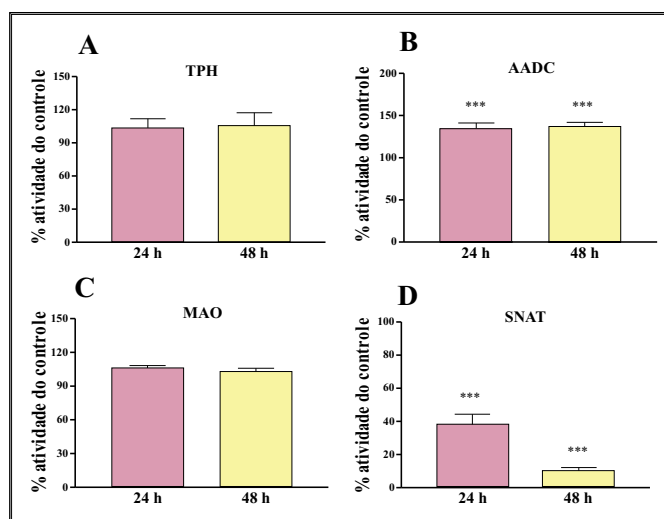 A
TPH
% atividade do controle
150
120
90
60
30
0
24 h 48 h
B
AADC
% atividade do controle
200
150
100
50
0
*** ***
24 h 48 h
C
MAO
% atividade do controle
150
120
90
60
30
0
24 h 48 h
D
SNAT
% atividade do controle
100
80
60
40
20
0
***
***
24 h 48 h